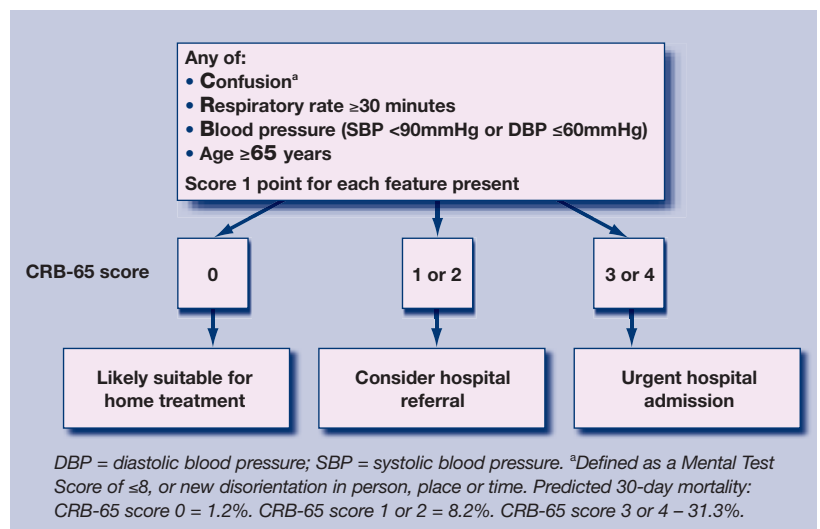 Any of:
• Confusionª
• Respiratory rate ≥30 minutes
• Blood pressure (SBP <90mmHg or DBP ≤60mmHg)
• Age ≥65 years
Score 1 point for each feature present
CRB-65 score
0
1 or 2
3 or 4
Likely suitable for
home treatment
Consider hospital
referral
Urgent hospital
admission
DBP = diastolic blood pressure; SBP = systolic blood pressure. ªDefined as a Mental Test
Score of ≤8, or new disorientation in person, place or time. Predicted 30-day mortality:
CRB-65 score 0 = 1.2%. CRB-65 score 1 or 2 = 8.2%. CRB-65 score 3 or 4 – 31.3%.